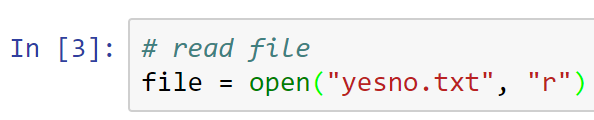 In [3]:
# read file
file = open("yesno.txt", "r")